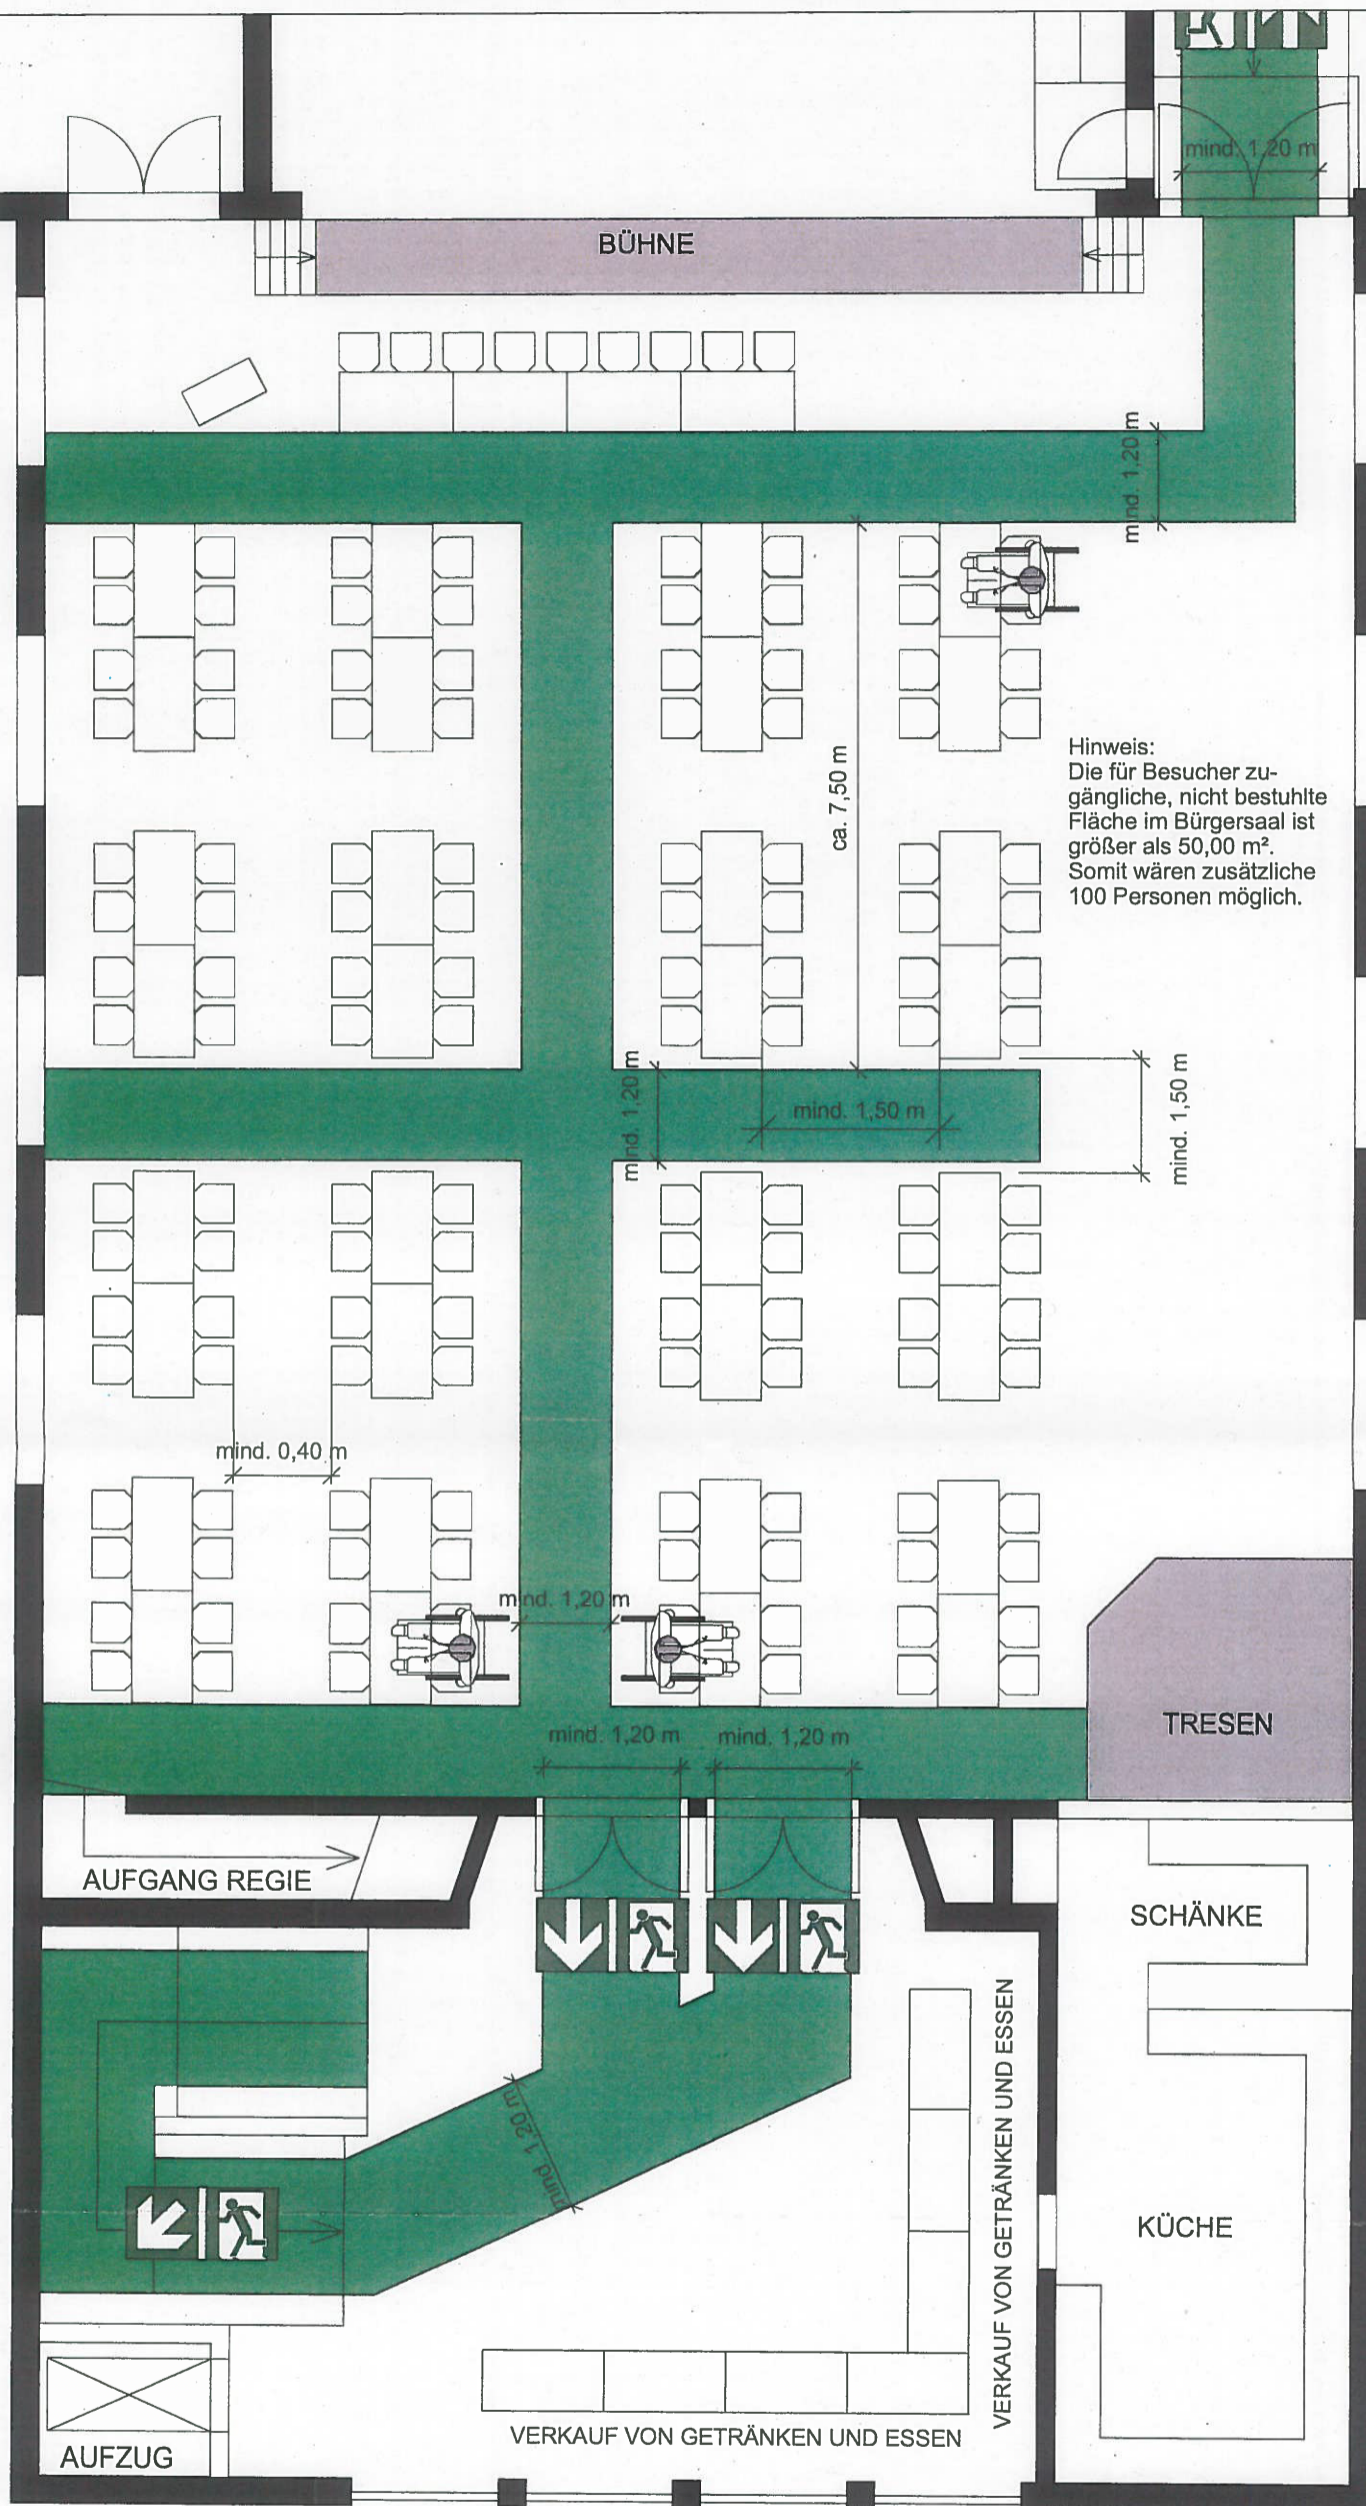 mind. 1,20 m
BÜHNE
mind. 1,20 m
Hinweis:
Die für Besucher zu-
gängliche, nicht bestuhlte
Fläche im Bürgersaal ist
größer als 50,00 m².
Somit wären zusätzliche
100 Personen möglich.
ca. 7,50 m
mind. 1,20 m
mind. 1,50 m
mind. 1,50 m
mind. 0,40 m
mind. 1,20 m
TRESEN
mind. 1,20 m
mind. 1,20 m
AUFGANG REGIE
SCHÄNKE
mind. 1,20 m
VERKAUF VON GETRÄNKEN UND ESSEN
KÜCHE
VERKAUF VON GETRÄNKEN UND ESSEN
AUFZUG